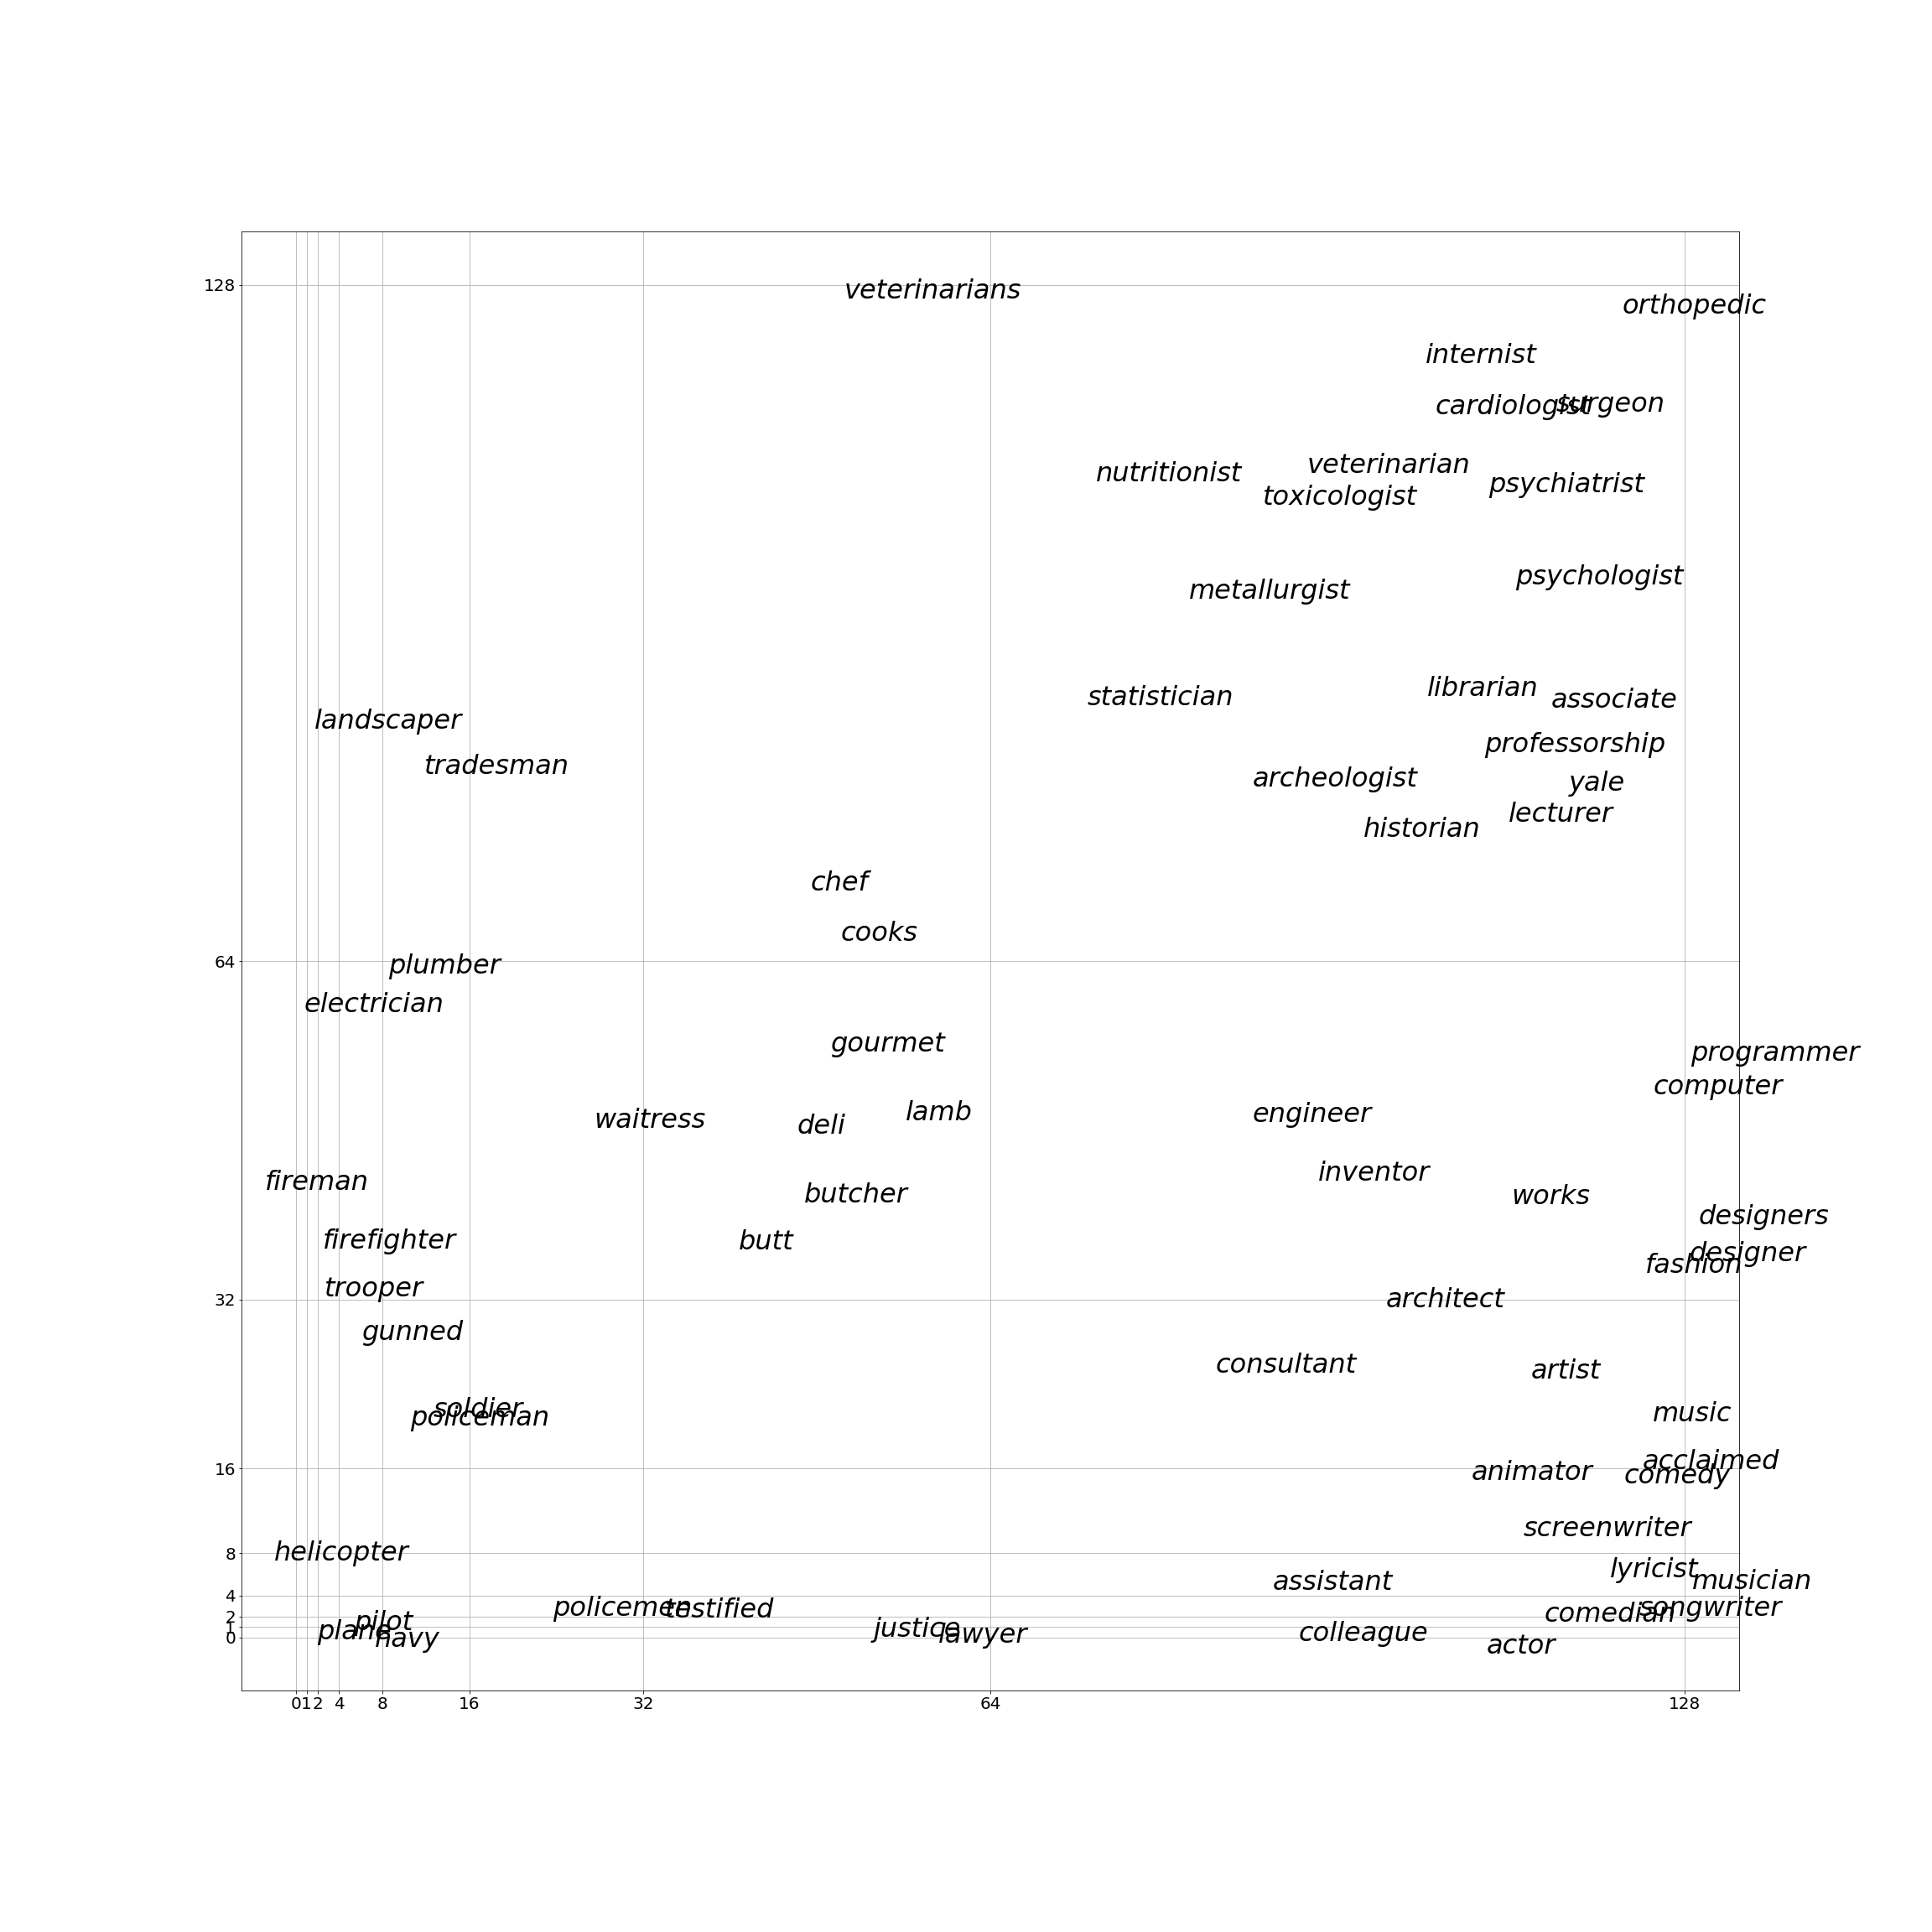 128
veterinarians
orthopedic
internist
cardiologist
surgeon
veterinarian
nutritionist
psychiatrist
toxicologist
psychologist
metallurgist
librarian
statistician
associate
landscaper
professorship
tradesman
archeologist
yale
lecturer
historian
chef
cooks
64
plumber
electrician
gourmet
programmer
computer
lamb
engineer
waitress
deli
inventor
fireman
butcher
works
designers
firefighter
butt
designer
fashion
trooper
32
architect
gunned
consultant
artist
soldier
policeman
music
acclaimed
16
animator
comedy
screenwriter
8
helicopter
lyricist
assistant
musician
4
policemen
testified
songwriter
comedian
2
pilot
justice
1
plane
lawyer
colleague
navy
0
actor
0 1 2 4 8 16 32 64 128